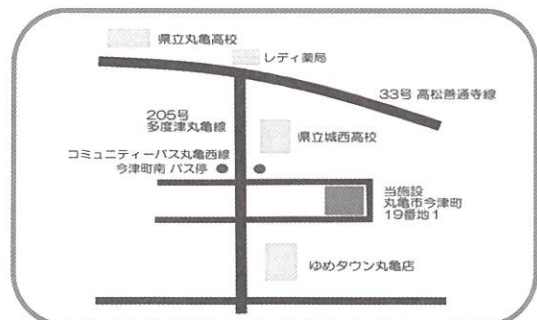 県立丸亀高校
レディ薬局
33号 高松善通寺線
205号
多度津丸亀線
県立城西高校
コミュニティーバス丸亀西線
今津町南 バス停
当施設
丸亀市今津町
19番地1
ゆめタウン丸亀店